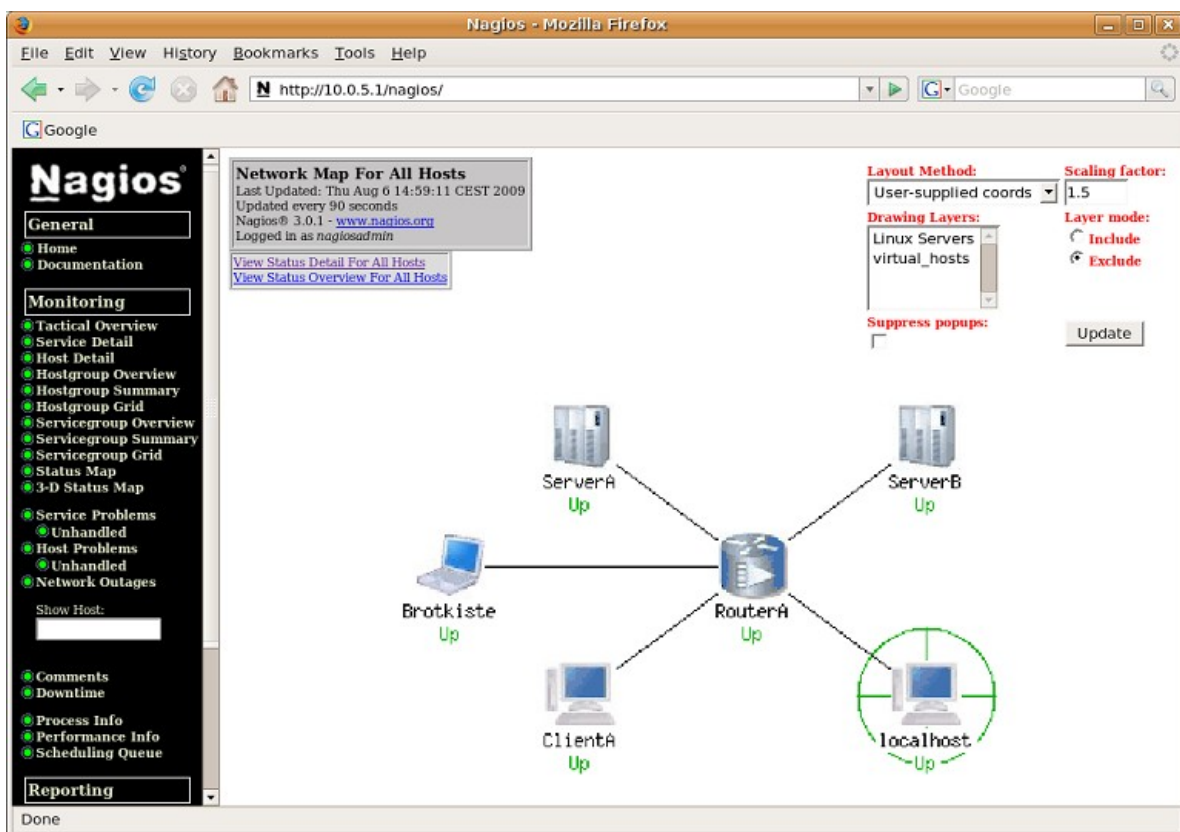 Nagios - Mozilla Firefox
File Edit View History Bookmarks Tools Help
N http://10.0.5.1/nagios/
G Google
G Google
Nagios®
General
Home
Documentation
Monitoring
Tactical Overview
Service Detail
Host Detail
Hostgroup Overview
Hostgroup Summary
Hostgroup Grid
Servicegroup Overview
Servicegroup Summary
Servicegroup Grid
Status Map
3-D Status Map
Service Problems
Unhandled
Host Problems
Unhandled
Network Outages
Show Host:
Comments
Downtime
Process Info
Performance Info
Scheduling Queue
Reporting
Network Map For All Hosts
Last Updated: Thu Aug 6 14:59:11 CEST 2009
Updated every 90 seconds
Nagios® 3.0.1 - www.nagios.org
Logged in as nagiosadmin
View Status Detail For All Hosts
View Status Overview For All Hosts
Layout Method:
User-supplied coords
Scaling factor:
1.5
Drawing Layers:
Linux Servers
virtual_hosts
Layer mode:
Include
Exclude
Suppress popups:
Update
ServerA
Up
ServerB
Up
Brotkiste
Up
RouterA
Up
ClientA
Up
localhost
Up
Done